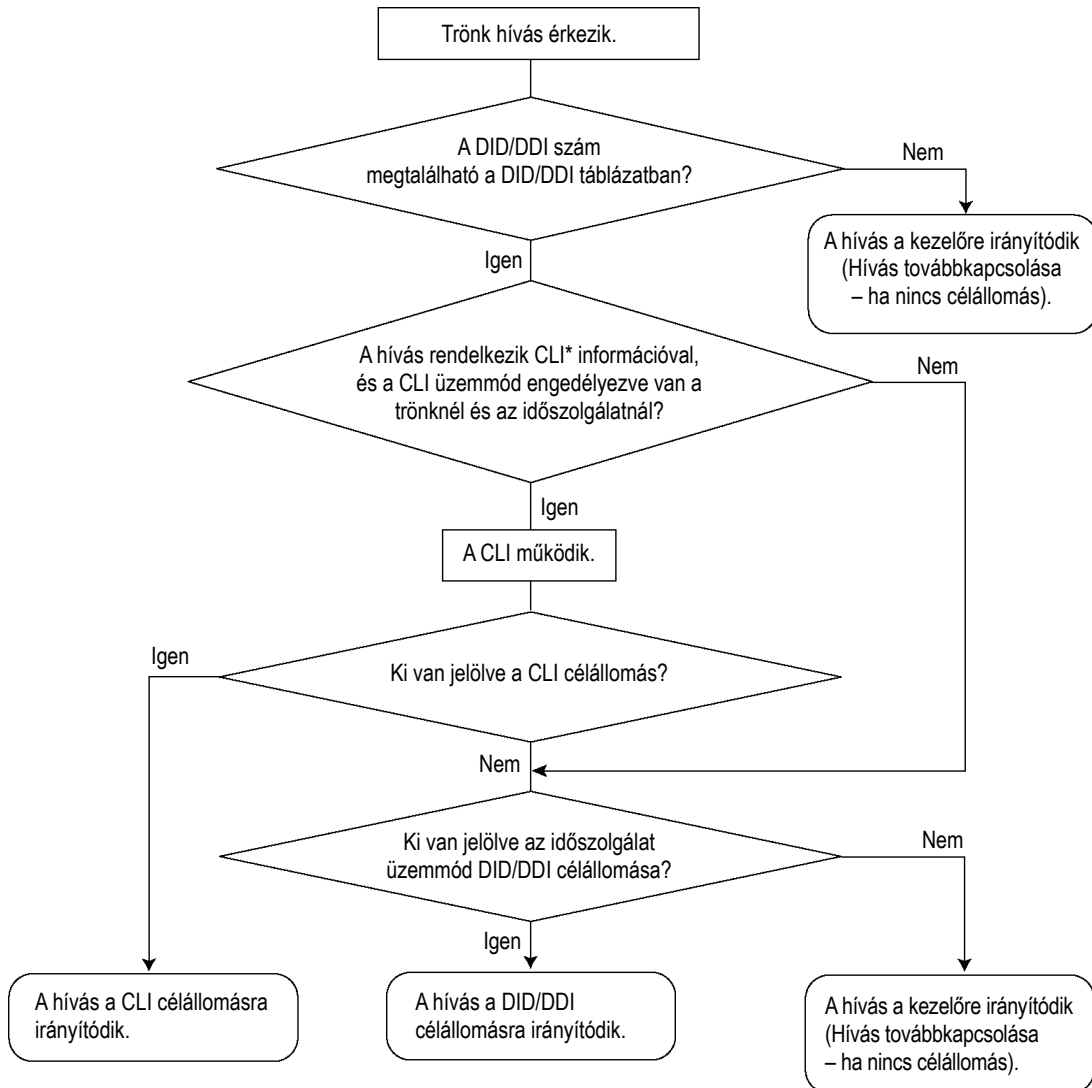 Trönk hívás érkezik.
A DID/DDI szám
megtalálható a DID/DDI táblázatban?
Nem
A hívás a kezelőre irányítódik
(Hívás továbbkapcsolása
– ha nincs célállomás).
Igen
A hívás rendelkezik CLI* információval,
és a CLI üzemmód engedélyezve van a
trönknél és az időszolgálatnál?
Nem
Igen
A CLI működik.
Igen
Ki van jelölve a CLI célállomás?
Nem
Ki van jelölve az időszolgálat
üzemmód DID/DDI célállomása?
Nem
Igen
A hívás a CLI célállomásra
irányítódik.
A hívás a DID/DDI
célállomásra irányítódik.
A hívás a kezelőre irányítódik
(Hívás továbbkapcsolása
– ha nincs célállomás).